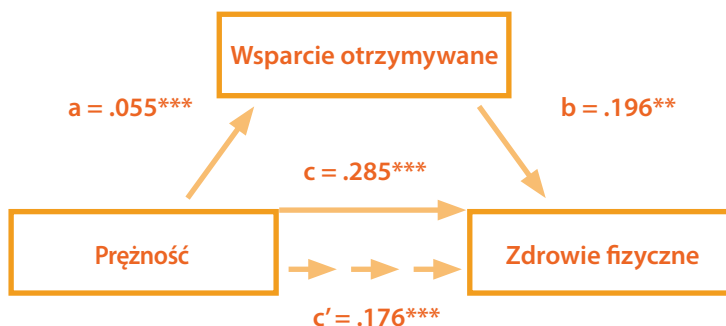 Wsparcie otrzymywane
a = .055***
b = .196**
c = .285***
Prężność
Zdrowie fizyczne
c’ = .176***